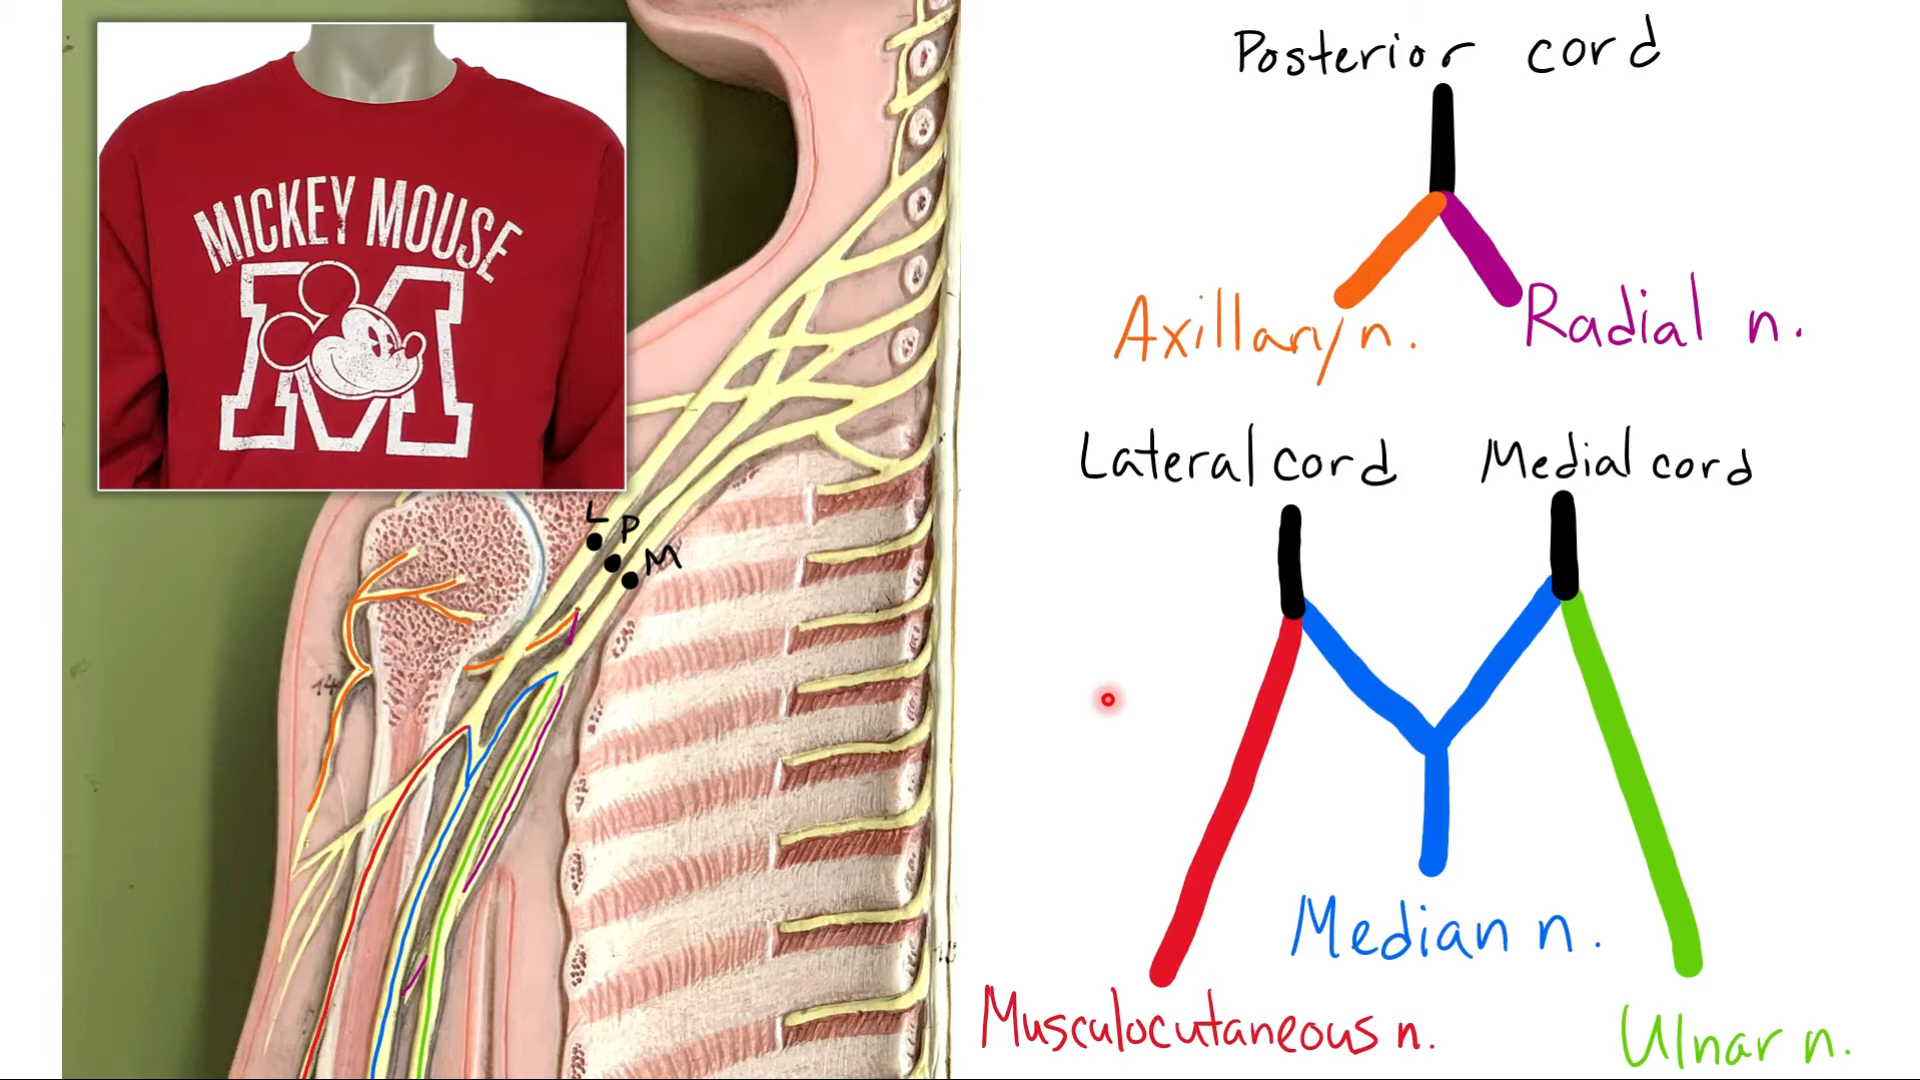 MICKEY MOUSE
M
L
P
M
14
Posterior cord
Axillary n.
Radial n.
Lateral cord
Medial cord
Median n.
Musculocutaneous n.
Ulnar n.